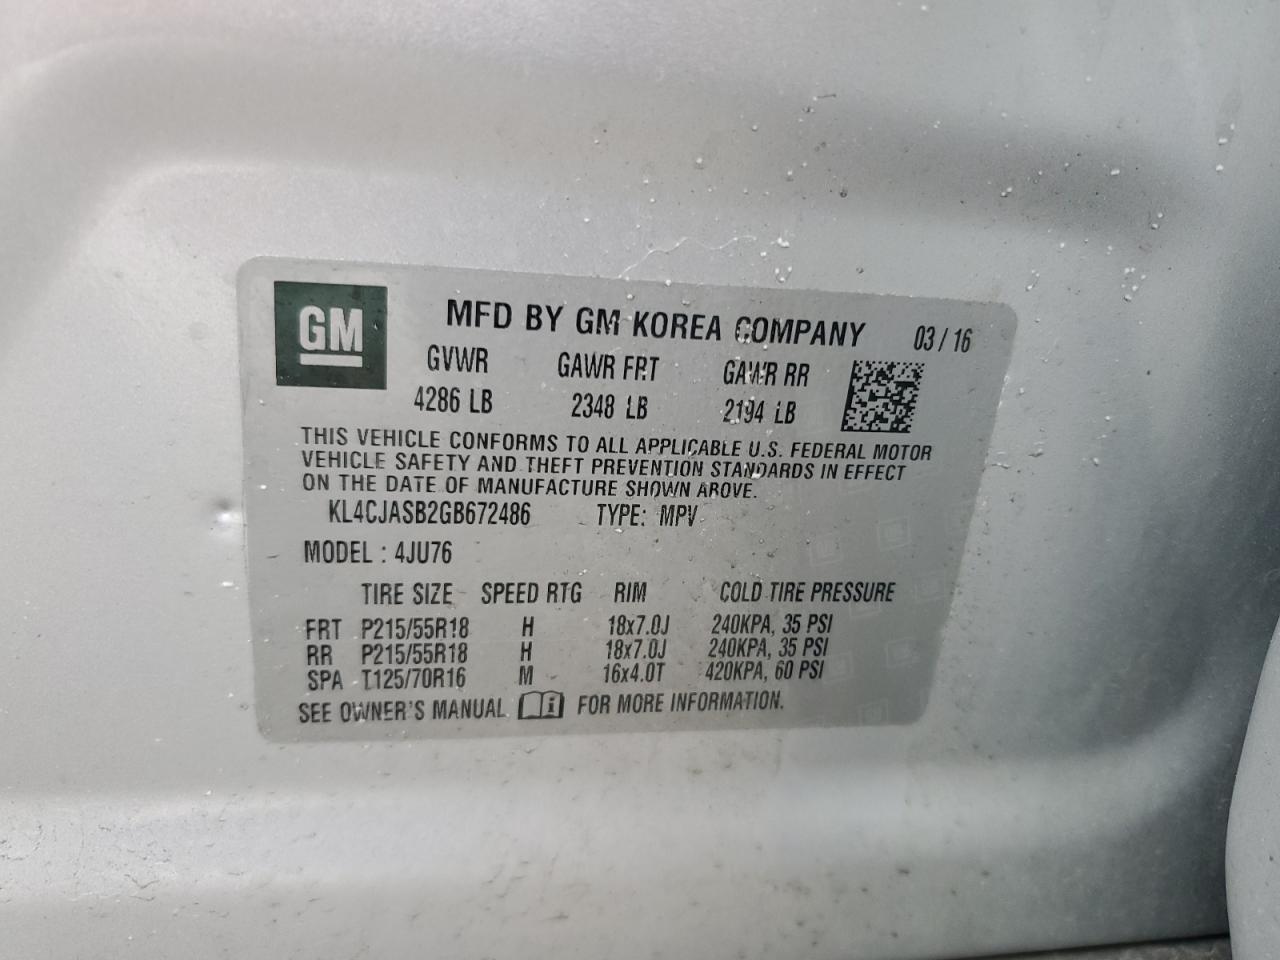 GM
MFD BY GM KOREA COMPANY 03 / 16
GVWR GAWR FRT GAWR RR
4286 LB 2348 LB 2194 LB
THIS VEHICLE CONFORMS TO ALL APPLICABLE U.S. FEDERAL MOTOR
VEHICLE SAFETY AND THEFT PREVENTION STANDARDS IN EFFECT
ON THE DATE OF MANUFACTURE SHOWN ABOVE.
KL4CJASB2GB672486 TYPE: MPV
MODEL : 4JU76
TIRE SIZE SPEED RTG RIM COLD TIRE PRESSURE
FRT P215/55R18 H 18x7.0J 240KPA, 35 PSI
RR P215/55R18 H 18x7.0J 240KPA, 35 PSI
SPA T125/70R16 M 16x4.0T 420KPA, 60 PSI
SEE OWNER'S MANUAL i FOR MORE INFORMATION.